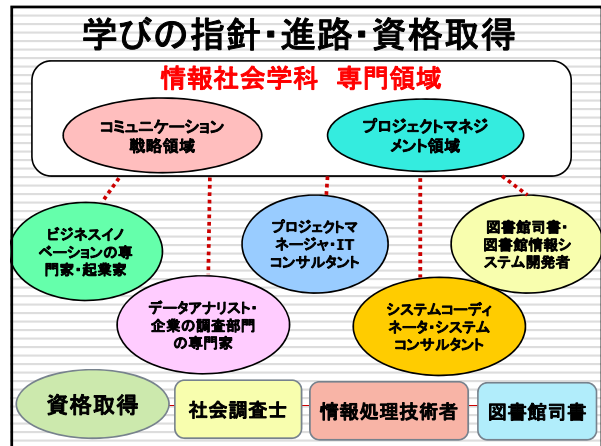 学びの指針・進路・資格取得
情報社会学科 専門領域
コミュニケーション
戦略領域
プロジェクトマネジ
メント領域
ビジネスイノ
ベーションの専
門家・起業家
プロジェクトマ
ネージャ・IT
コンサルタント
図書館司書・
図書館情報シ
ステム開発者
データアナリスト・
企業の調査部門
の専門家
システムコーディ
ネータ・システム
コンサルタント
資格取得
社会調査士
情報処理技術者
図書館司書